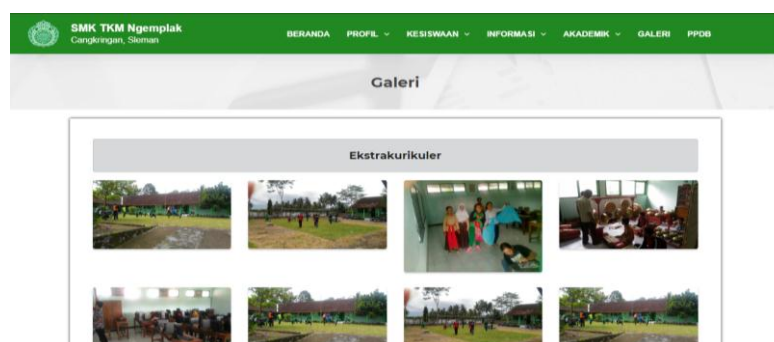 SMK TKM Ngemplak
Cangkringan, Sleman
BERANDA PROFIL KESISWAAN INFORMASI AKADEMIK GALERI PPDB
Galeri
Ekstrakurikuler